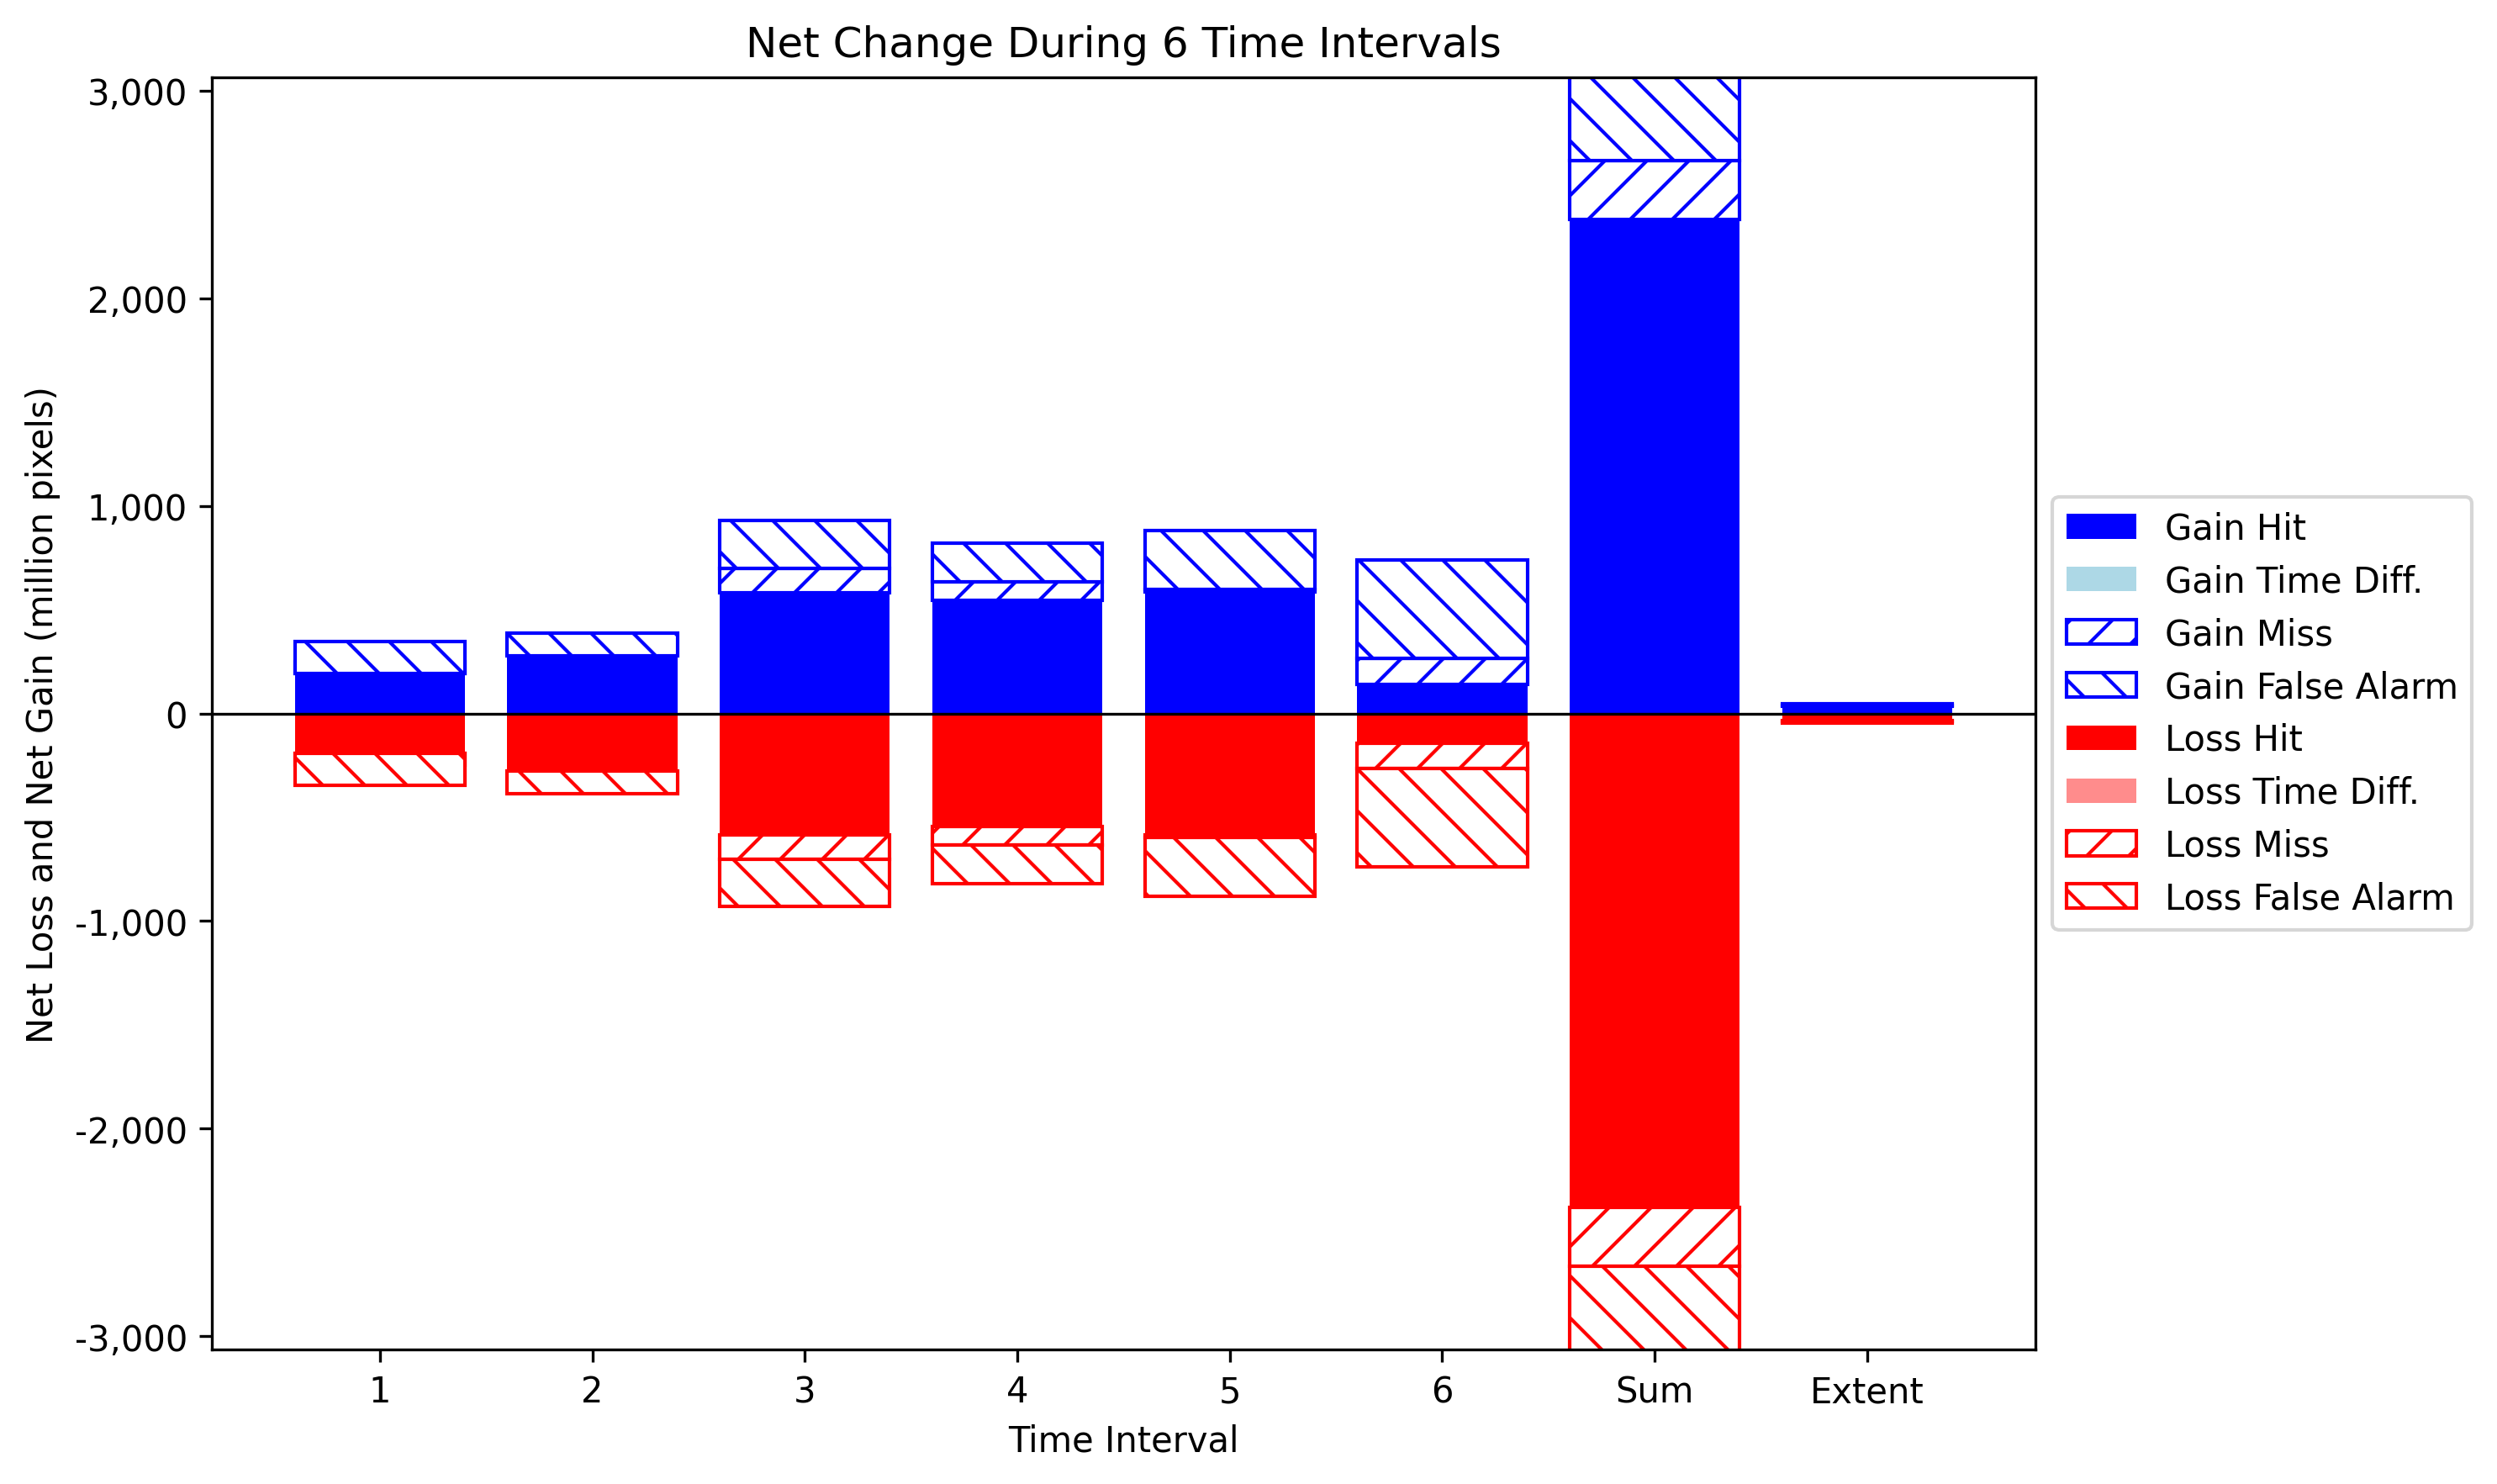 Net Change During 6 Time Intervals
Net Loss and Net Gain (million pixels)
3,000
2,000
1,000
0
-1,000
-2,000
-3,000
1
2
3
4
5
6
Sum
Extent
Time Interval
Gain Hit
Gain Time Diff.
Gain Miss
Gain False Alarm
Loss Hit
Loss Time Diff.
Loss Miss
Loss False Alarm